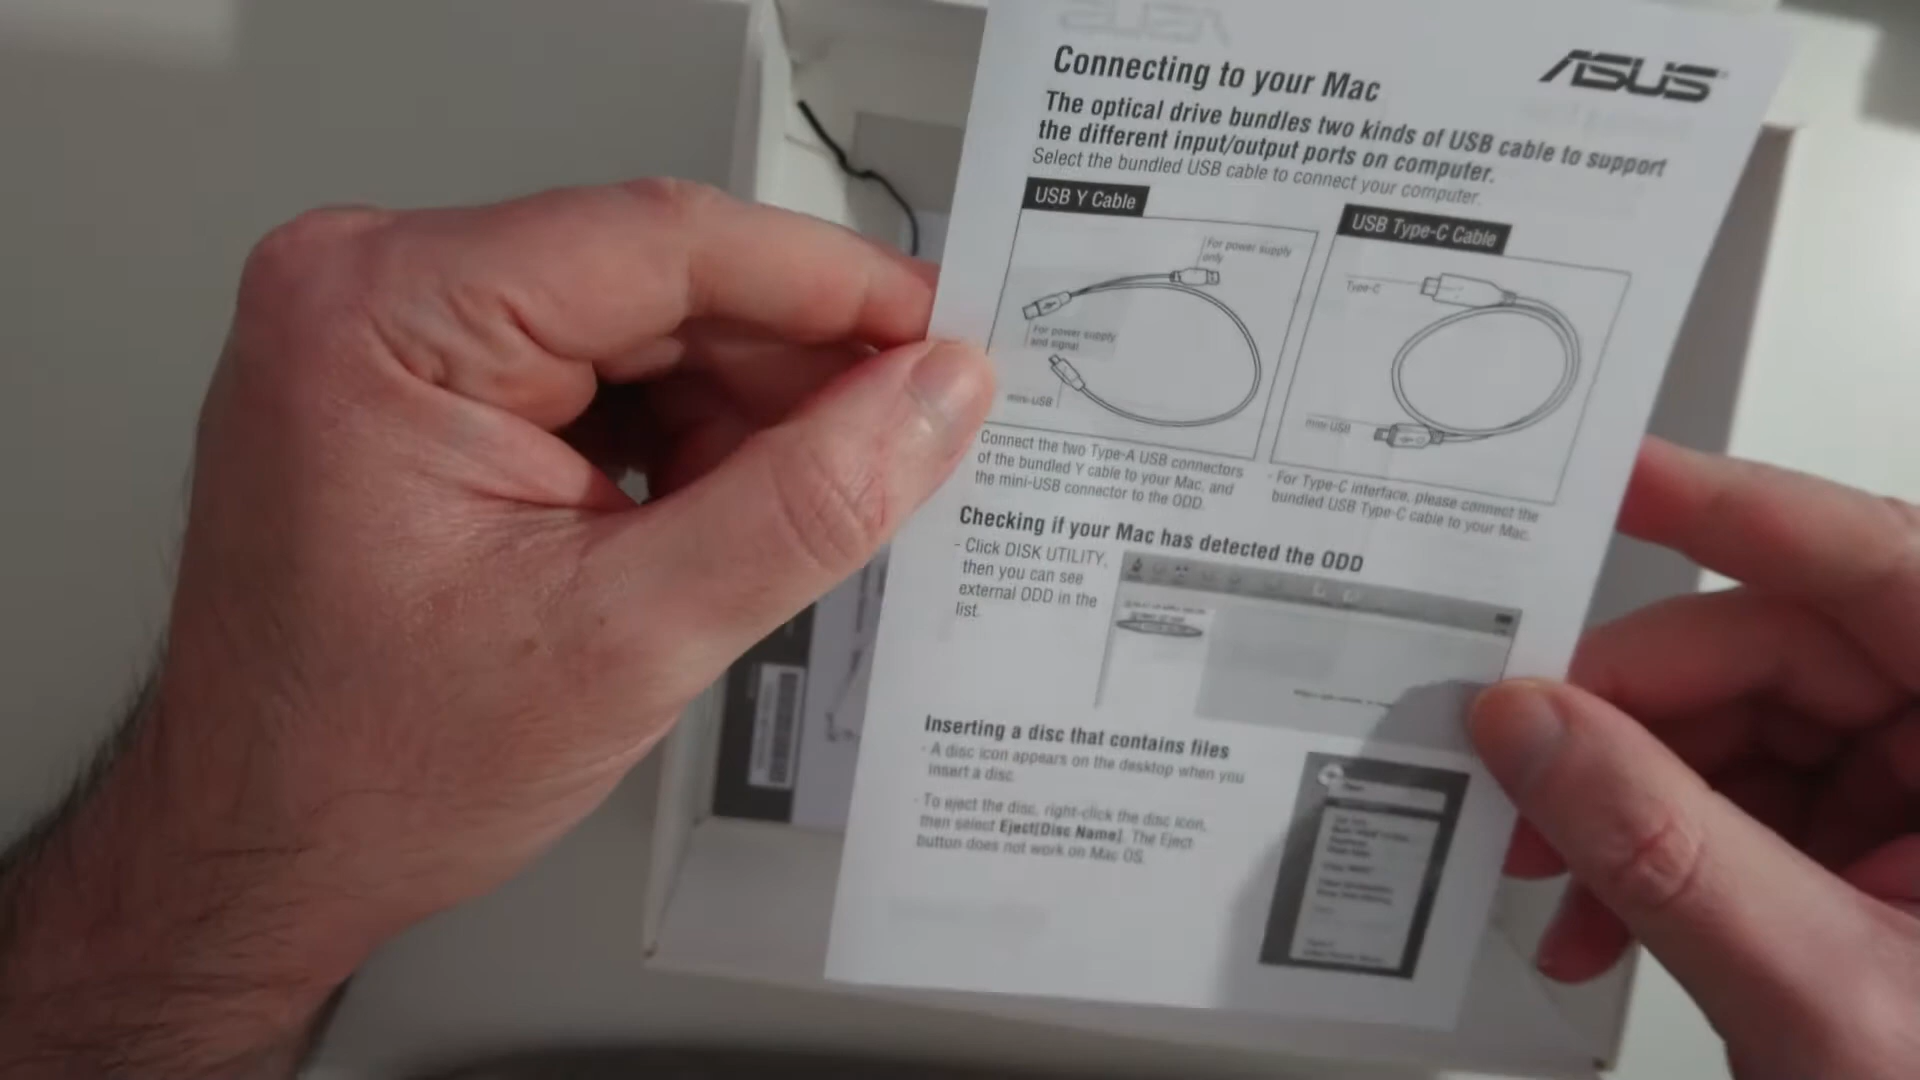 Connecting to your Mac
ASUS
The optical drive bundles two kinds of USB cable to support
the different input/output ports on computer.
Select the bundled USB cable to connect your computer.
USB Y Cable
For power supply
only
For power supply
and signal
mini-USB
USB Type-C Cable
Type-C
mini-USB
Connect the two Type-A USB connectors
of the bundled Y cable to your Mac, and
the mini-USB connector to the ODD.
- For Type-C interface, please connect the
bundled USB Type-C cable to your Mac.
Checking if your Mac has detected the ODD
- Click DISK UTILITY,
then you can see
external ODD in the
list.
Inserting a disc that contains files
- A disc icon appears on the desktop when you
insert a disc.
- To eject the disc, right-click the disc icon,
then select Eject[Disc Name]. The Eject
button does not work on Mac OS.